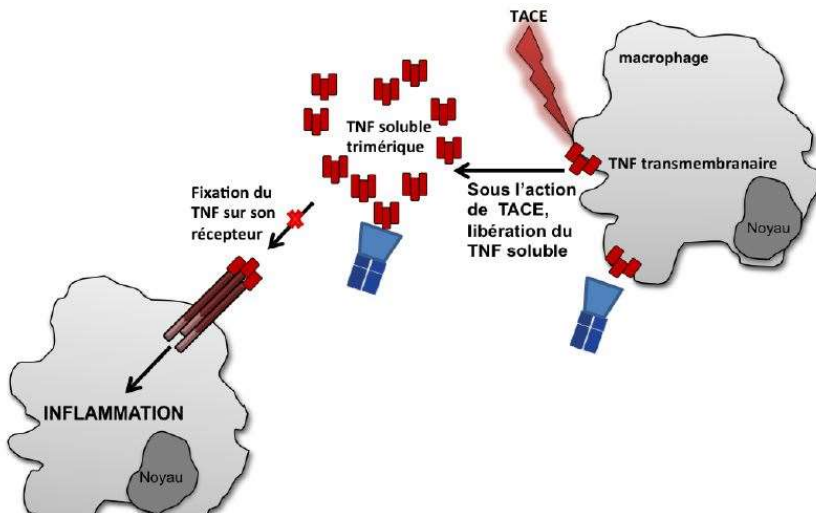 TACE
macrophage
TNF soluble
trimérique
TNF transmembranaire
Fixation du
TNF sur son
récepteur
Sous l’action
de TACE,
libération du
TNF soluble
Noyau
INFLAMMATION
Noyau